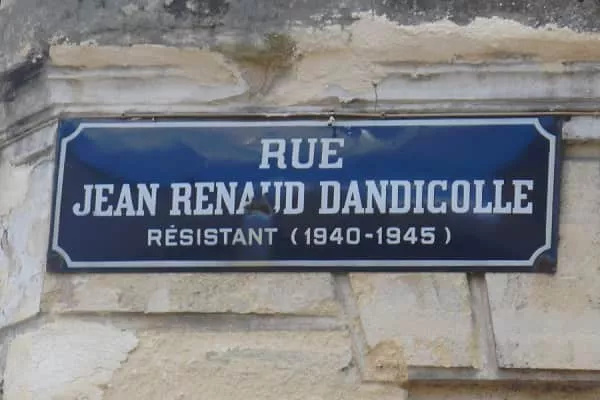 RUE
JEAN RENAUD DANDICOLLE
RÉSISTANT (1940-1945)